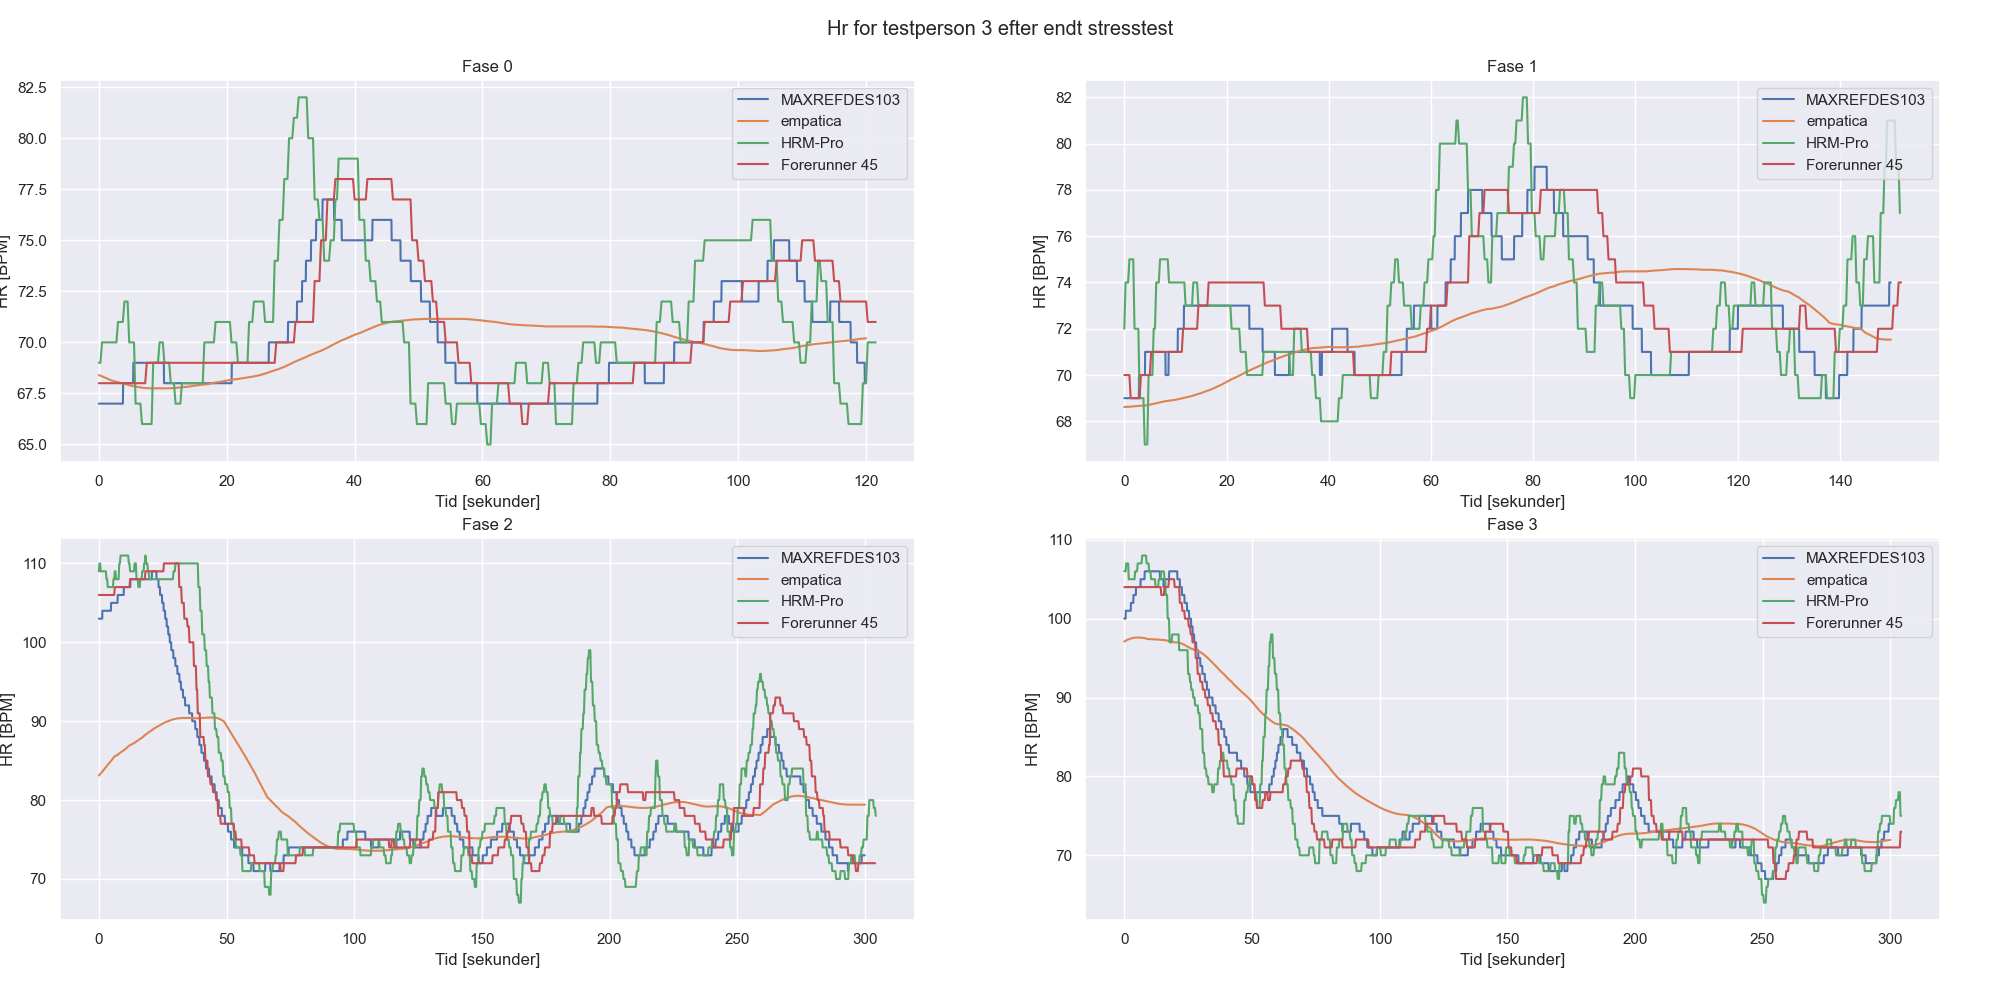 Hr for testperson 3 efter endt stresstest
Fase 0
82.5
80.0
77.5
75.0
72.5
70.0
67.5
65.0
HR [BPM]
0 20 40 60 80 100 120
Tid [sekunder]
MAXREFDES103
empatica
HRM-Pro
Forerunner 45
Fase 1
82
80
78
76
74
72
70
68
HR [BPM]
0 20 40 60 80 100 120 140
Tid [sekunder]
MAXREFDES103
empatica
HRM-Pro
Forerunner 45
Fase 2
110
100
90
80
70
HR [BPM]
0 50 100 150 200 250 300
Tid [sekunder]
MAXREFDES103
empatica
HRM-Pro
Forerunner 45
Fase 3
110
100
90
80
70
HR [BPM]
0 50 100 150 200 250 300
Tid [sekunder]
MAXREFDES103
empatica
HRM-Pro
Forerunner 45